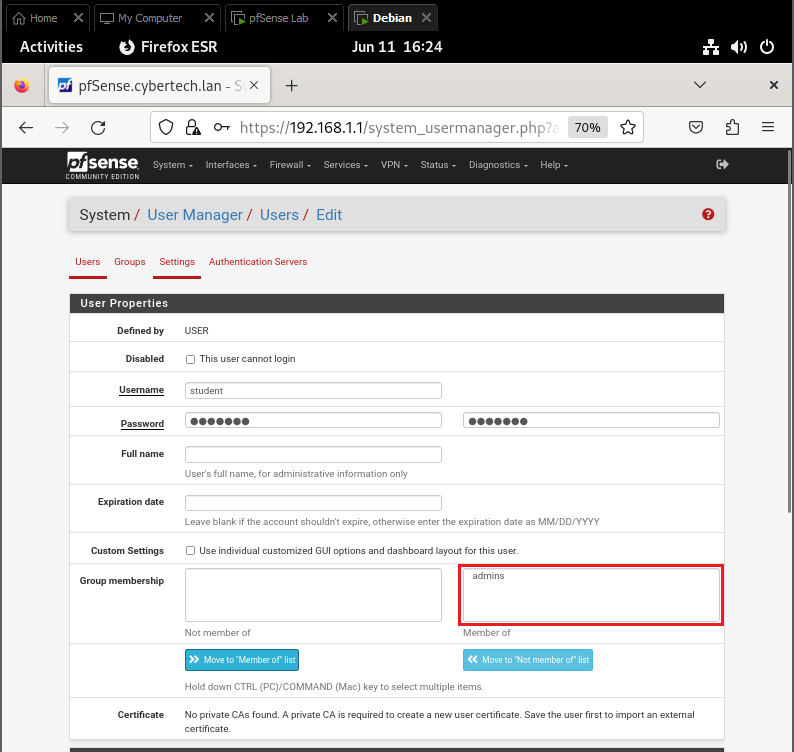 Home My Computer pfSense Lab Debian
Activities Firefox ESR Jun 11 16:24
pfSense.cybertech.lan - S
https://192.168.1.1/system_usermanager.php?a 70%
pfsense System Interfaces Firewall Services VPN Status Diagnostics Help
COMMUNITY EDITION
System / User Manager / Users / Edit
Users Groups Settings Authentication Servers
User Properties
Defined by USER
Disabled This user cannot login
Username student
Password
Full name
User's full name, for administrative information only
Expiration date
Leave blank if the account shouldn't expire, otherwise enter the expiration date as MM/DD/YYYY
Custom Settings Use individual customized GUI options and dashboard layout for this user.
Group membership admins
Not member of Member of
Move to "Member of" list Move to "Not member of" list
Hold down CTRL (PC)/COMMAND (Mac) key to select multiple items.
Certificate No private CAs found. A private CA is required to create a new user certificate. Save the user first to import an external
certificate.